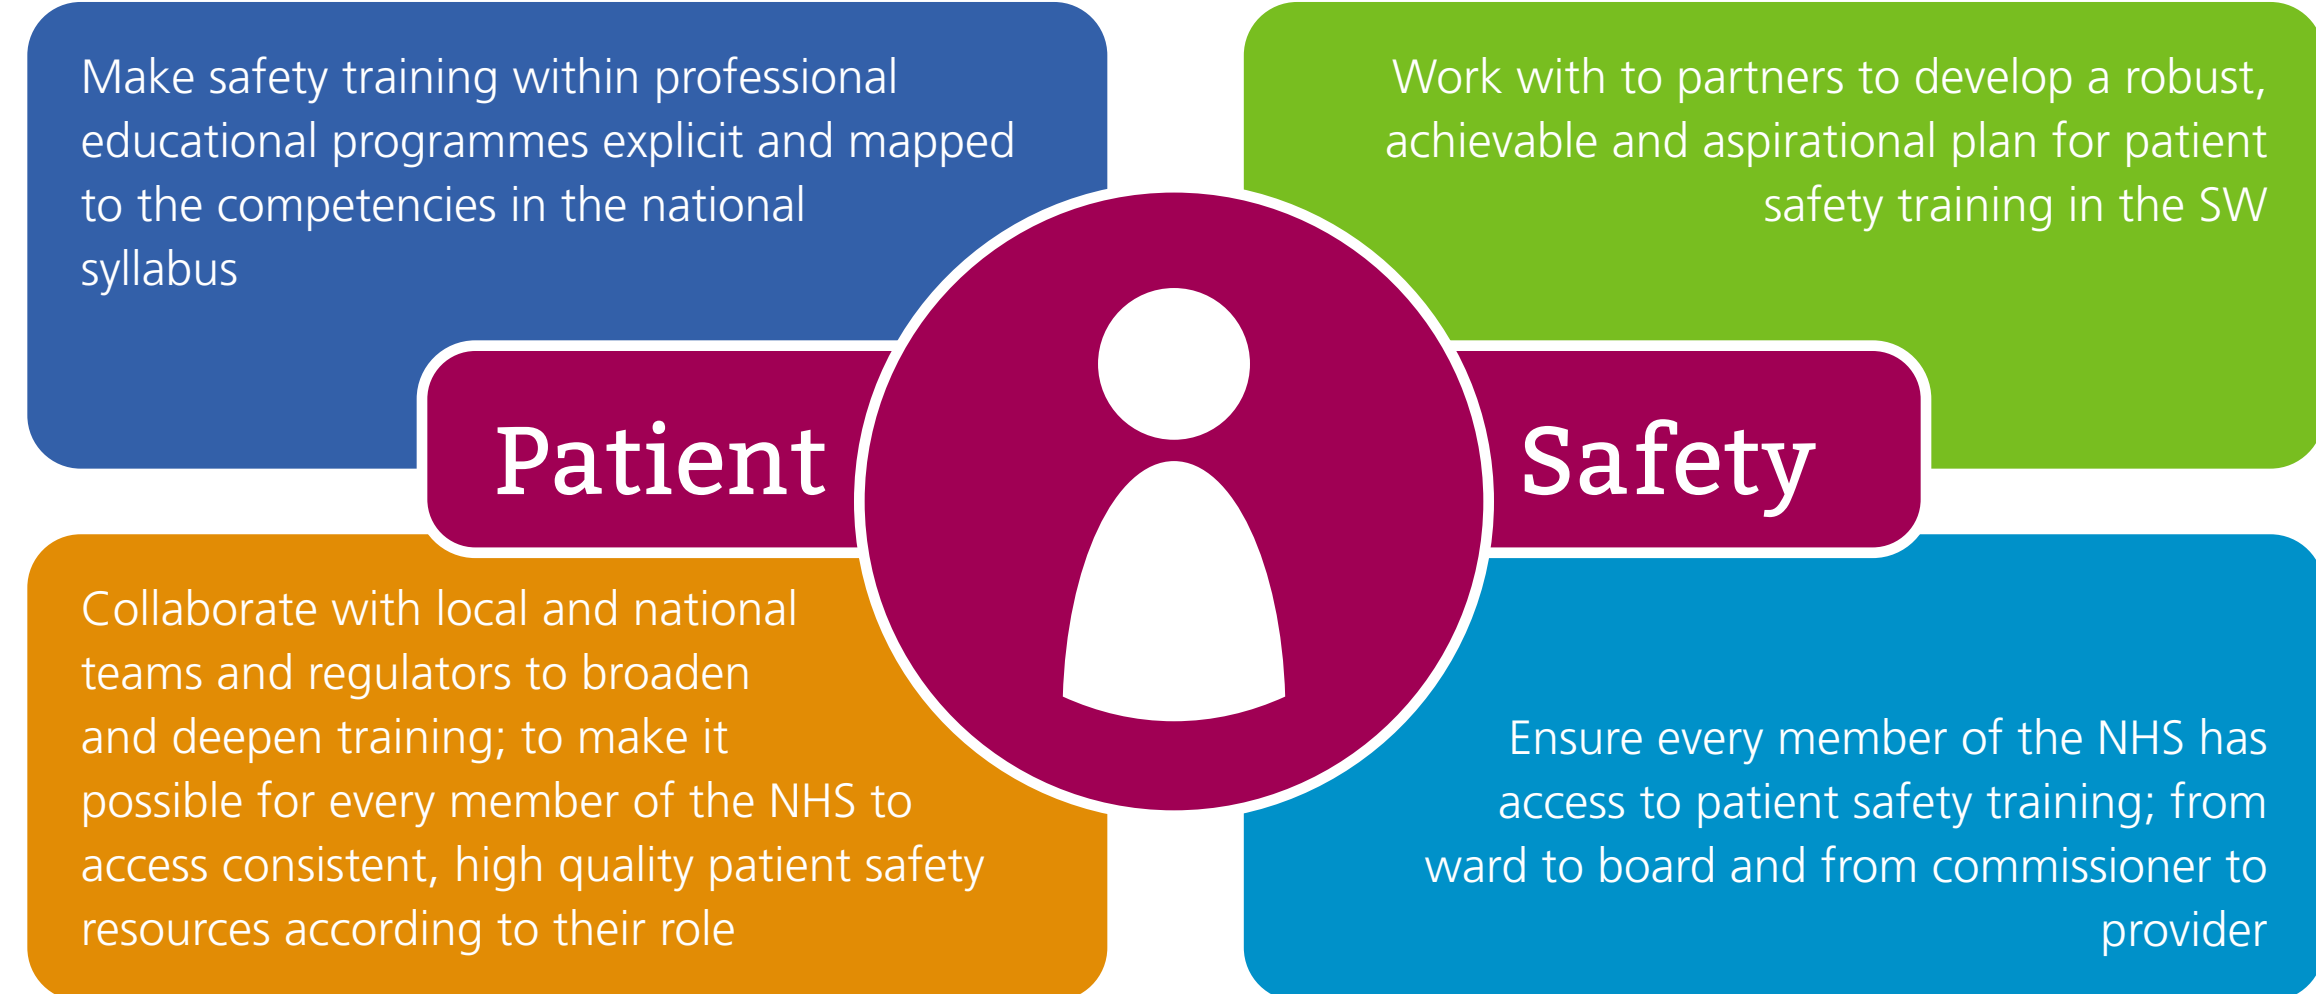 Make safety training within professional
educational programmes explicit and mapped
to the competencies in the national
syllabus
Work with to partners to develop a robust,
achievable and aspirational plan for patient
safety training in the SW
Patient
Safety
Collaborate with local and national
teams and regulators to broaden
and deepen training; to make it
possible for every member of the NHS to
access consistent, high quality patient safety
resources according to their role
Ensure every member of the NHS has
access to patient safety training; from
ward to board and from commissioner to
provider